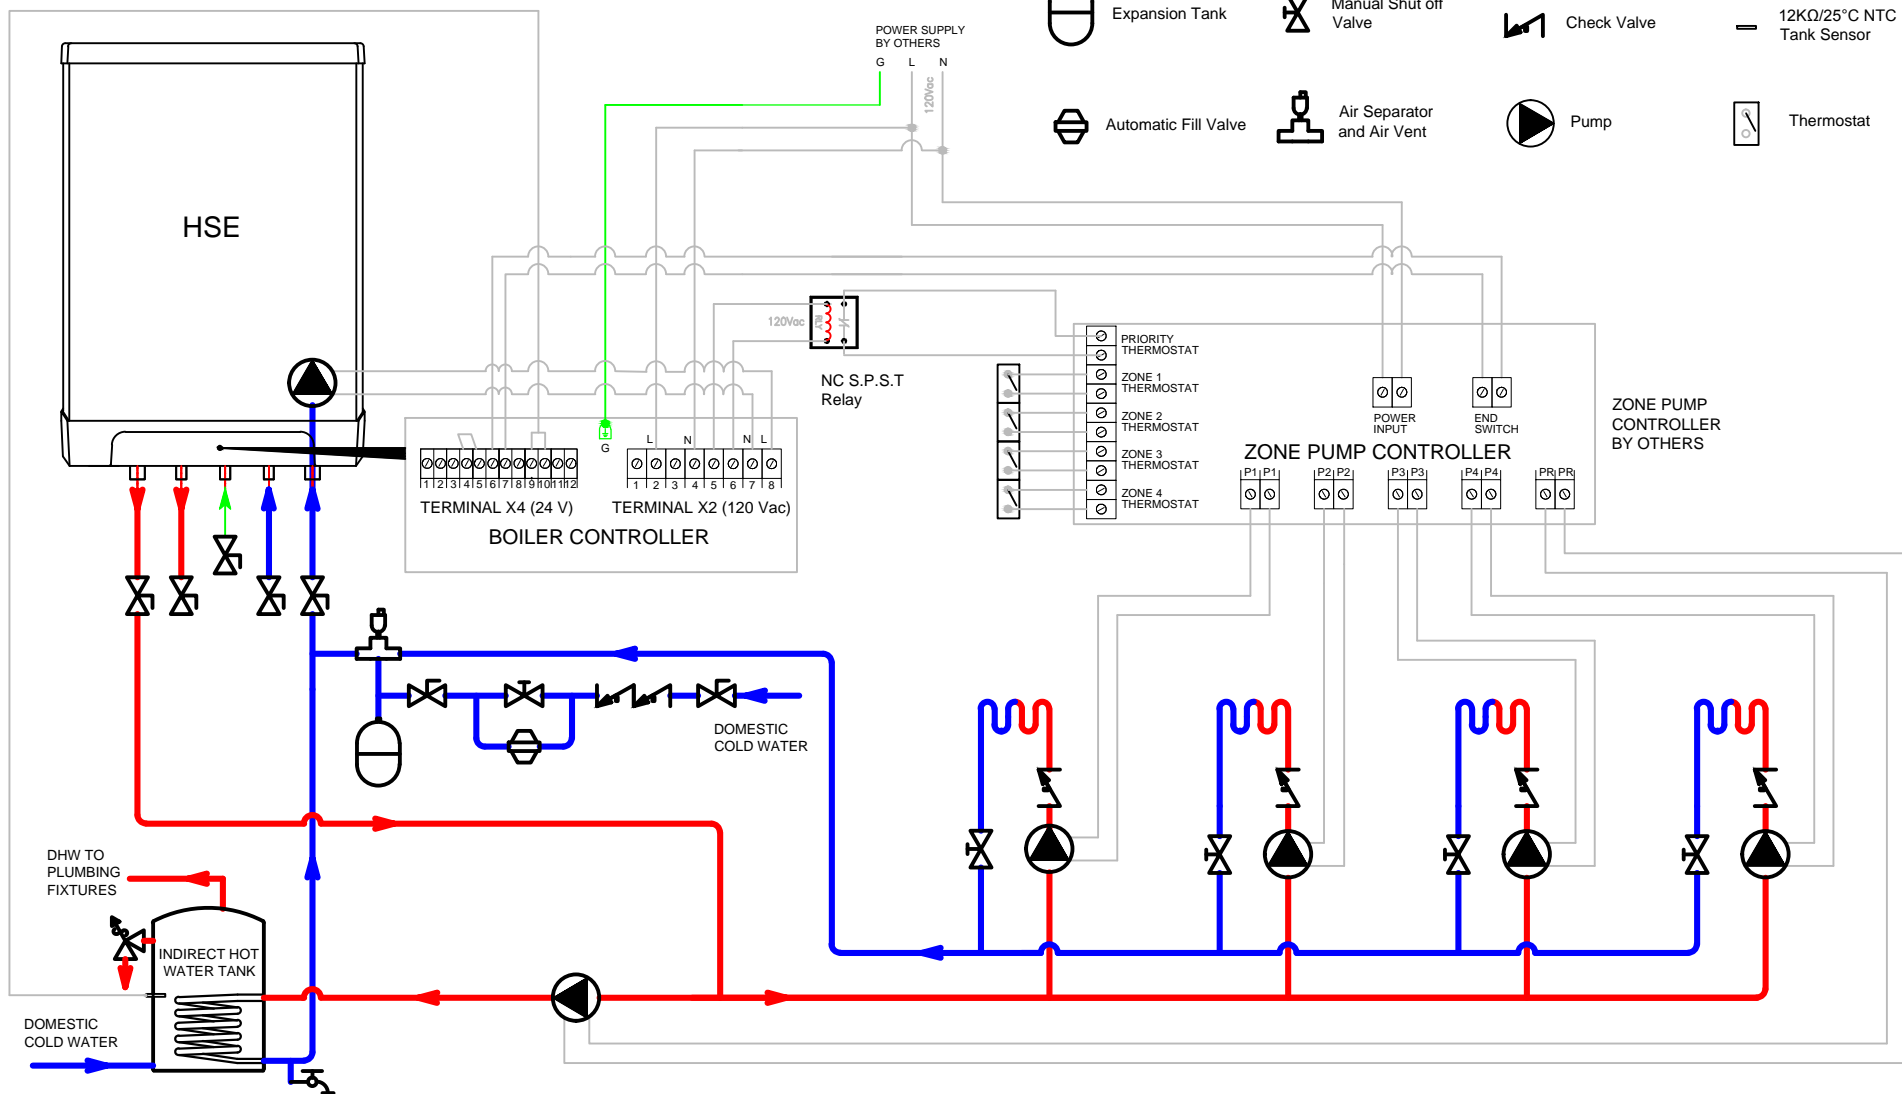 Expansion Tank
Manual Shut off
Valve
Check Valve
12KΩ/25°C NTC
Tank Sensor
POWER SUPPLY
BY OTHERS
G L N
120Vac
Automatic Fill Valve
Air Separator
and Air Vent
Pump
Thermostat
HSE
120Vac
RLY
NC S.P.S.T
Relay
PRIORITY
THERMOSTAT
ZONE 1
THERMOSTAT
ZONE 2
THERMOSTAT
ZONE 3
THERMOSTAT
ZONE 4
THERMOSTAT
POWER
INPUT
END
SWITCH
ZONE PUMP CONTROLLER
P1 P1 P2 P2 P3 P3 P4 P4 PR PR
ZONE PUMP
CONTROLLER
BY OTHERS
G
L N N L
1 2 3 4 5 6 7 8 9 10 11 12
1 2 3 4 5 6 7 8
TERMINAL X4 (24 V)
TERMINAL X2 (120 Vac)
BOILER CONTROLLER
DOMESTIC
COLD WATER
DHW TO
PLUMBING
FIXTURES
INDIRECT HOT
WATER TANK
DOMESTIC
COLD WATER